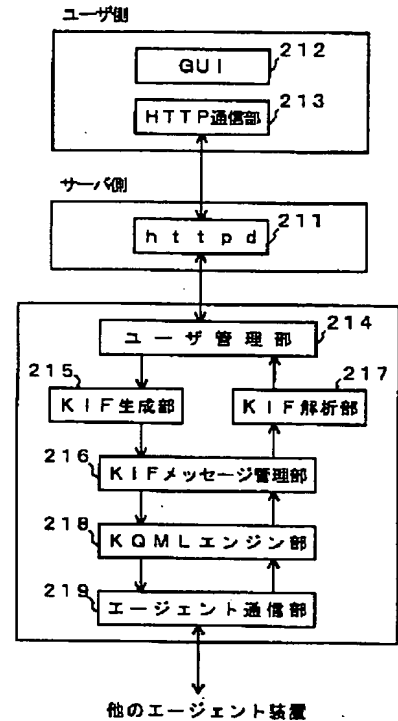 ユーザ側
GUI
212
HTTP通信部
213
サーバ側
httpd
211
ユーザ管理部
214
215
KIF生成部
217
KIF解析部
216
KIFメッセージ管理部
218
KQMLエンジン部
219
エージェント通信部
他のエージェント装置